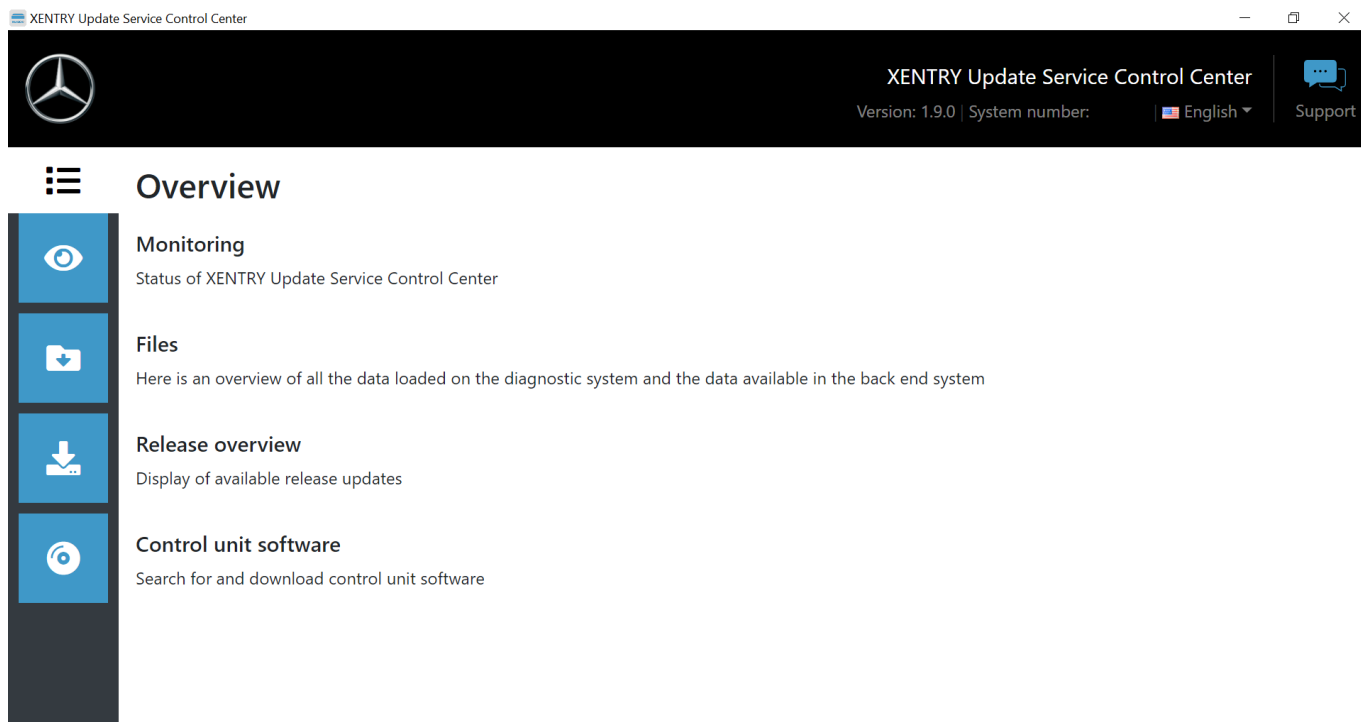 XENTRY Update Service Control Center
XENTRY Update Service Control Center
Version: 1.9.0 | System number: | English
Support
Overview
Monitoring
Status of XENTRY Update Service Control Center
Files
Here is an overview of all the data loaded on the diagnostic system and the data available in the back end system
Release overview
Display of available release updates
Control unit software
Search for and download control unit software